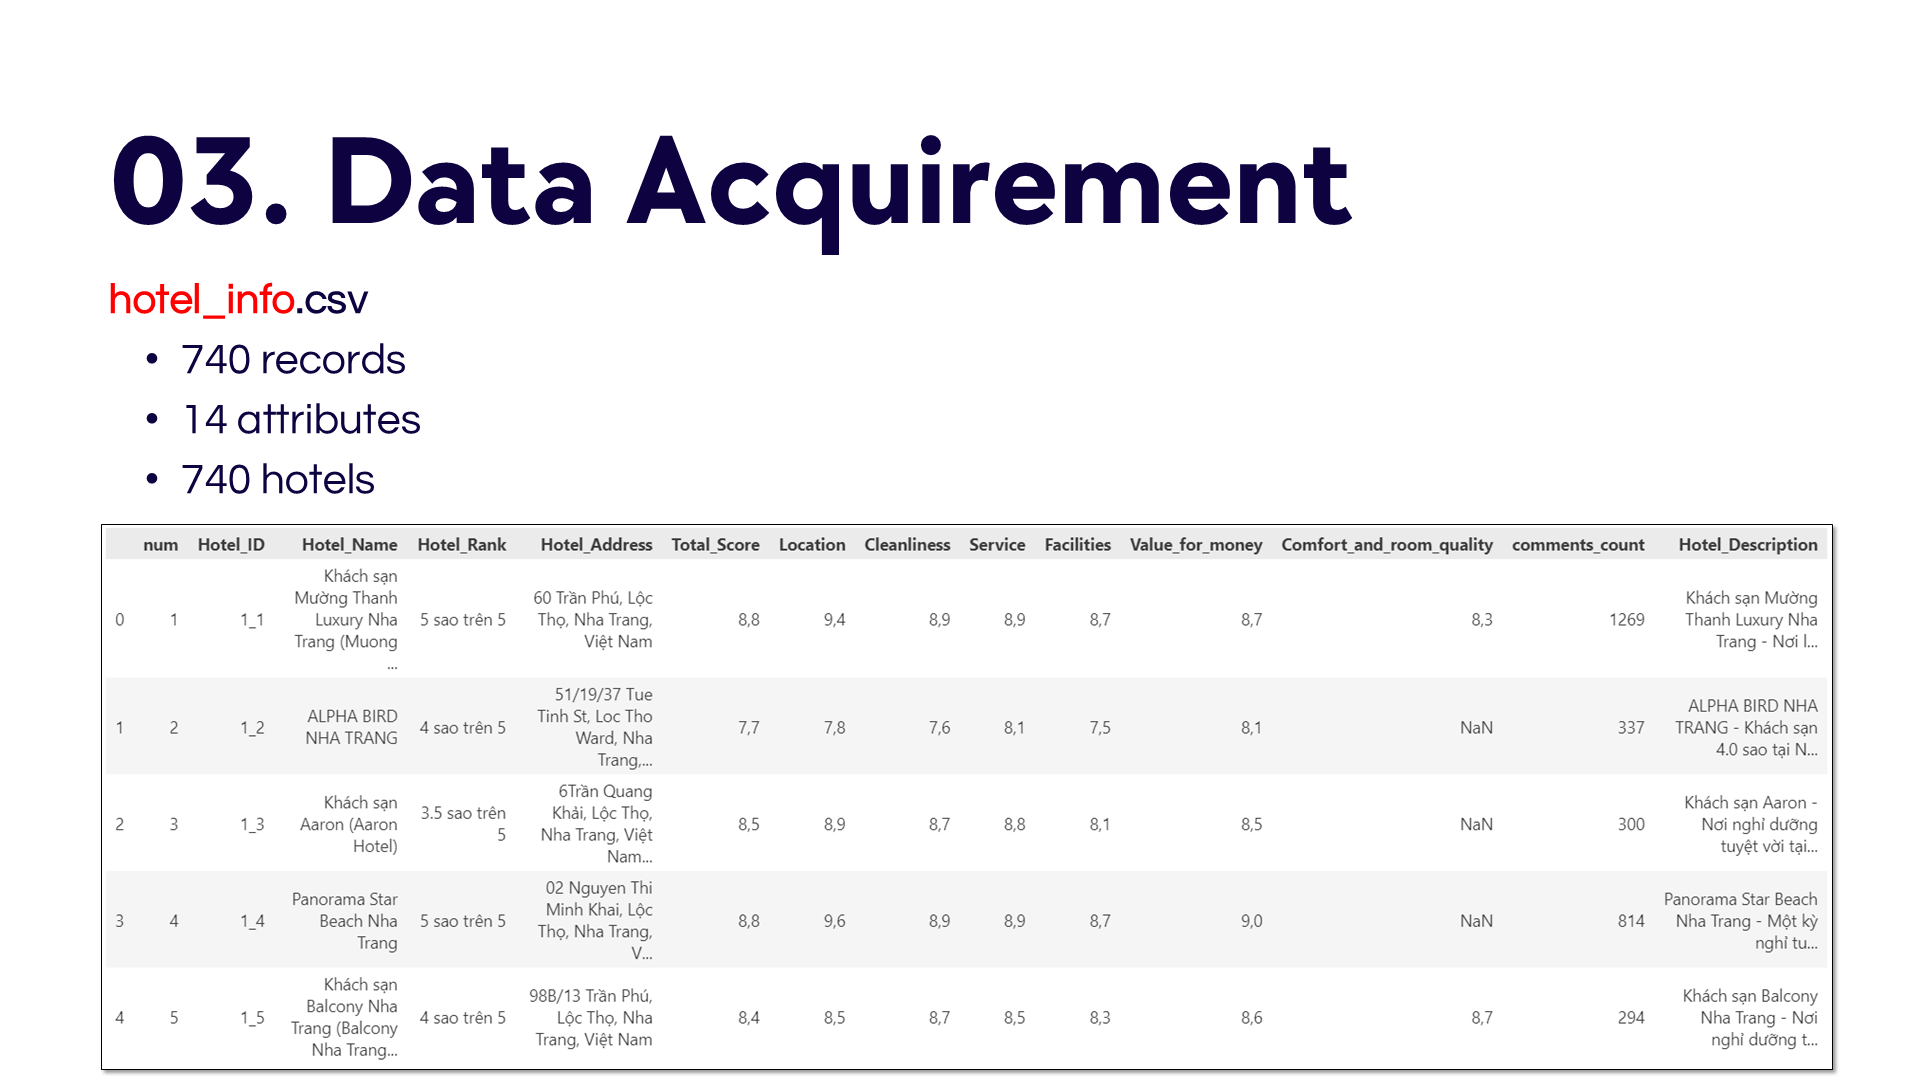 03. Data Acquirement
hotel_info.csv
• 740 records
• 14 attributes
• 740 hotels
num Hotel_ID Hotel_Name Hotel_Rank Hotel_Address Total_Score Location Cleanliness Service Facilities Value_for_money Comfort_and_room_quality comments_count Hotel_Description
0 1 1_1 Khách sạn Mường Thanh Luxury Nha Trang (Muong ... 5 sao trên 5 60 Trần Phú, Lộc Thọ, Nha Trang, Việt Nam 8,8 9,4 8,9 8,9 8,7 8,7 8,3 1269 Khách sạn Mường Thanh Luxury Nha Trang - Nơi l...
1 2 1_2 ALPHA BIRD NHA TRANG 4 sao trên 5 51/19/37 Tue Tinh St, Loc Tho Ward, Nha Trang,... 7,7 7,8 7,6 8,1 7,5 8,1 NaN 337 ALPHA BIRD NHA TRANG - Khách sạn 4.0 sao tại N...
2 3 1_3 Khách sạn Aaron (Aaron Hotel) 3.5 sao trên 5 6Trần Quang Khải, Lộc Thọ, Nha Trang, Việt Nam... 8,5 8,9 8,7 8,8 8,1 8,5 NaN 300 Khách sạn Aaron - Nơi nghỉ dưỡng tuyệt vời tại...
3 4 1_4 Panorama Star Beach Nha Trang 5 sao trên 5 02 Nguyen Thi Minh Khai, Lộc Thọ, Nha Trang, V... 8,8 9,6 8,9 8,9 8,7 9,0 NaN 814 Panorama Star Beach Nha Trang - Một kỳ nghỉ tu...
4 5 1_5 Khách sạn Balcony Nha Trang (Balcony Nha Trang... 4 sao trên 5 98B/13 Trần Phú, Lộc Thọ, Nha Trang, Việt Nam 8,4 8,5 8,7 8,5 8,3 8,6 8,7 294 Khách sạn Balcony Nha Trang - Nơi nghỉ dưỡng t...